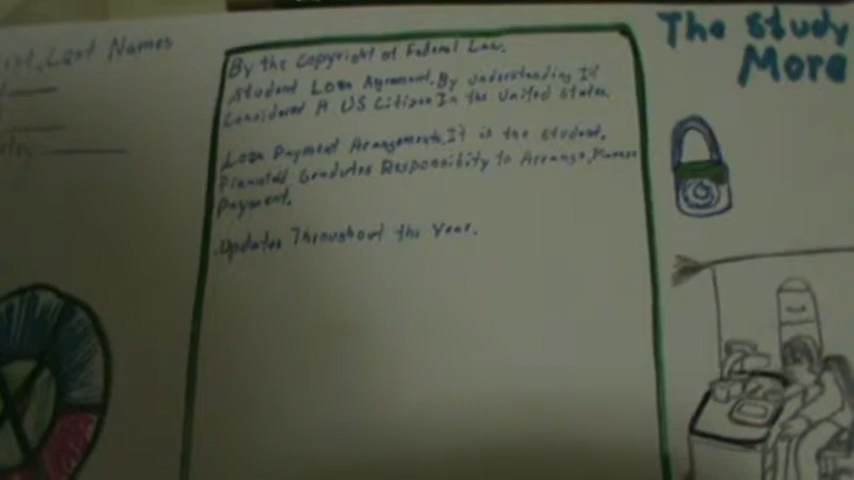 Last Names
The Study
More
By the Copyright of Federal Law.
Student Loan Agreement. By understanding It
Considered A US Citizen In the United States.
Loan Payment Arangements, It is the student,
Graduates Responsibility to Arrange,
Payment.
.Updates Throughout the Year.